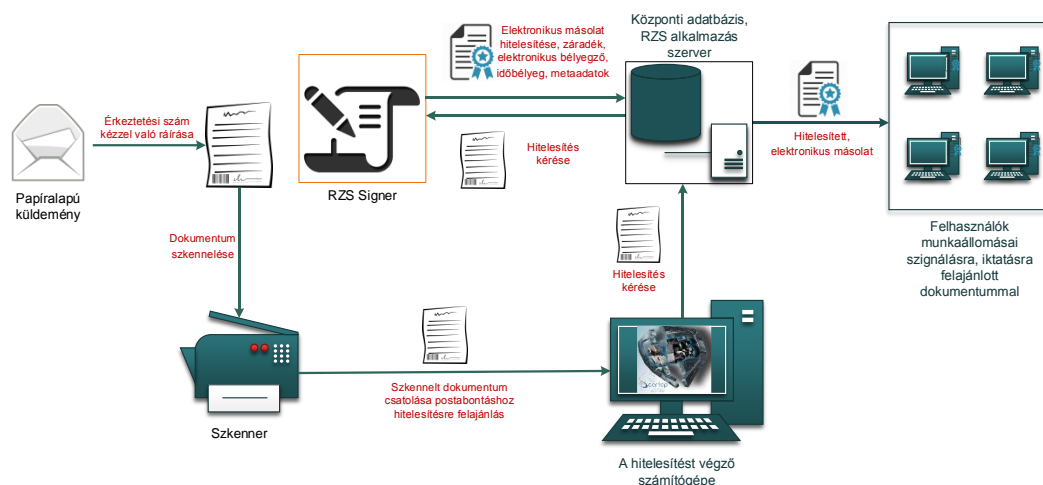 Elektronikus másolat
hitelesítése, záradék,
elektronikus bélyegző,
időbélyeg, metaadatok
Központi adatbázis,
RZS alkalmazás
szerver
Érkeztetési szám
kézzel való ráírása
Hitelesítés
kérése
Hitelesített,
elektronikus másolat
Papíralapú
küldemény
RZS Signer
Dokumentum
szkennelése
Hitelesítés
kérése
Felhasználók
munkaállomásai
szignálásra, iktatásra
felajánlott
dokumentummal
Szkennelt dokumentum
csatolása postabontáshoz
hitelesítésre felajánlás
Szkenner
A hitelesítést végző
számítógépe